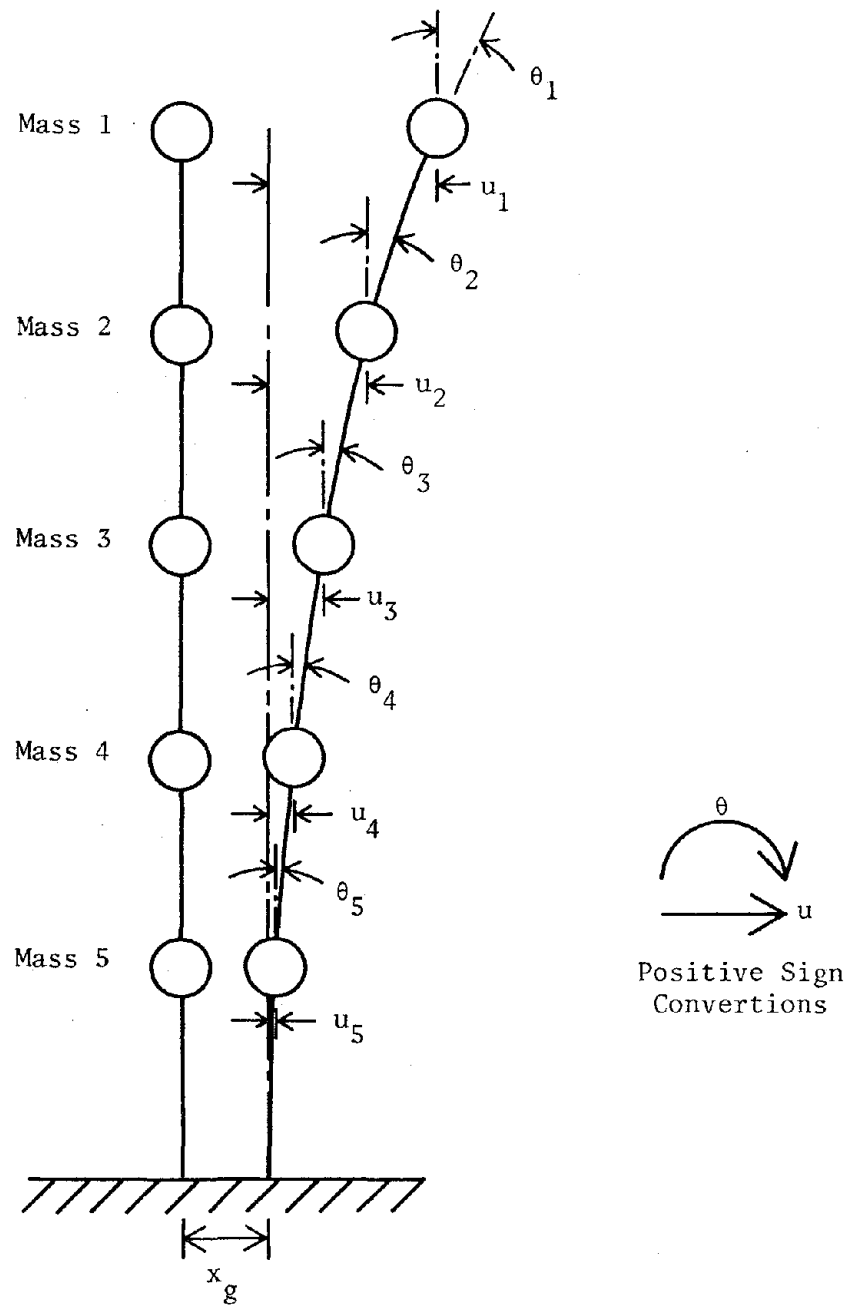 θ1
Mass 1
u1
θ2
Mass 2
u2
θ3
Mass 3
u3
θ4
Mass 4
u4
θ
θ5
u
Mass 5
Positive Sign
Convertions
u5
xg